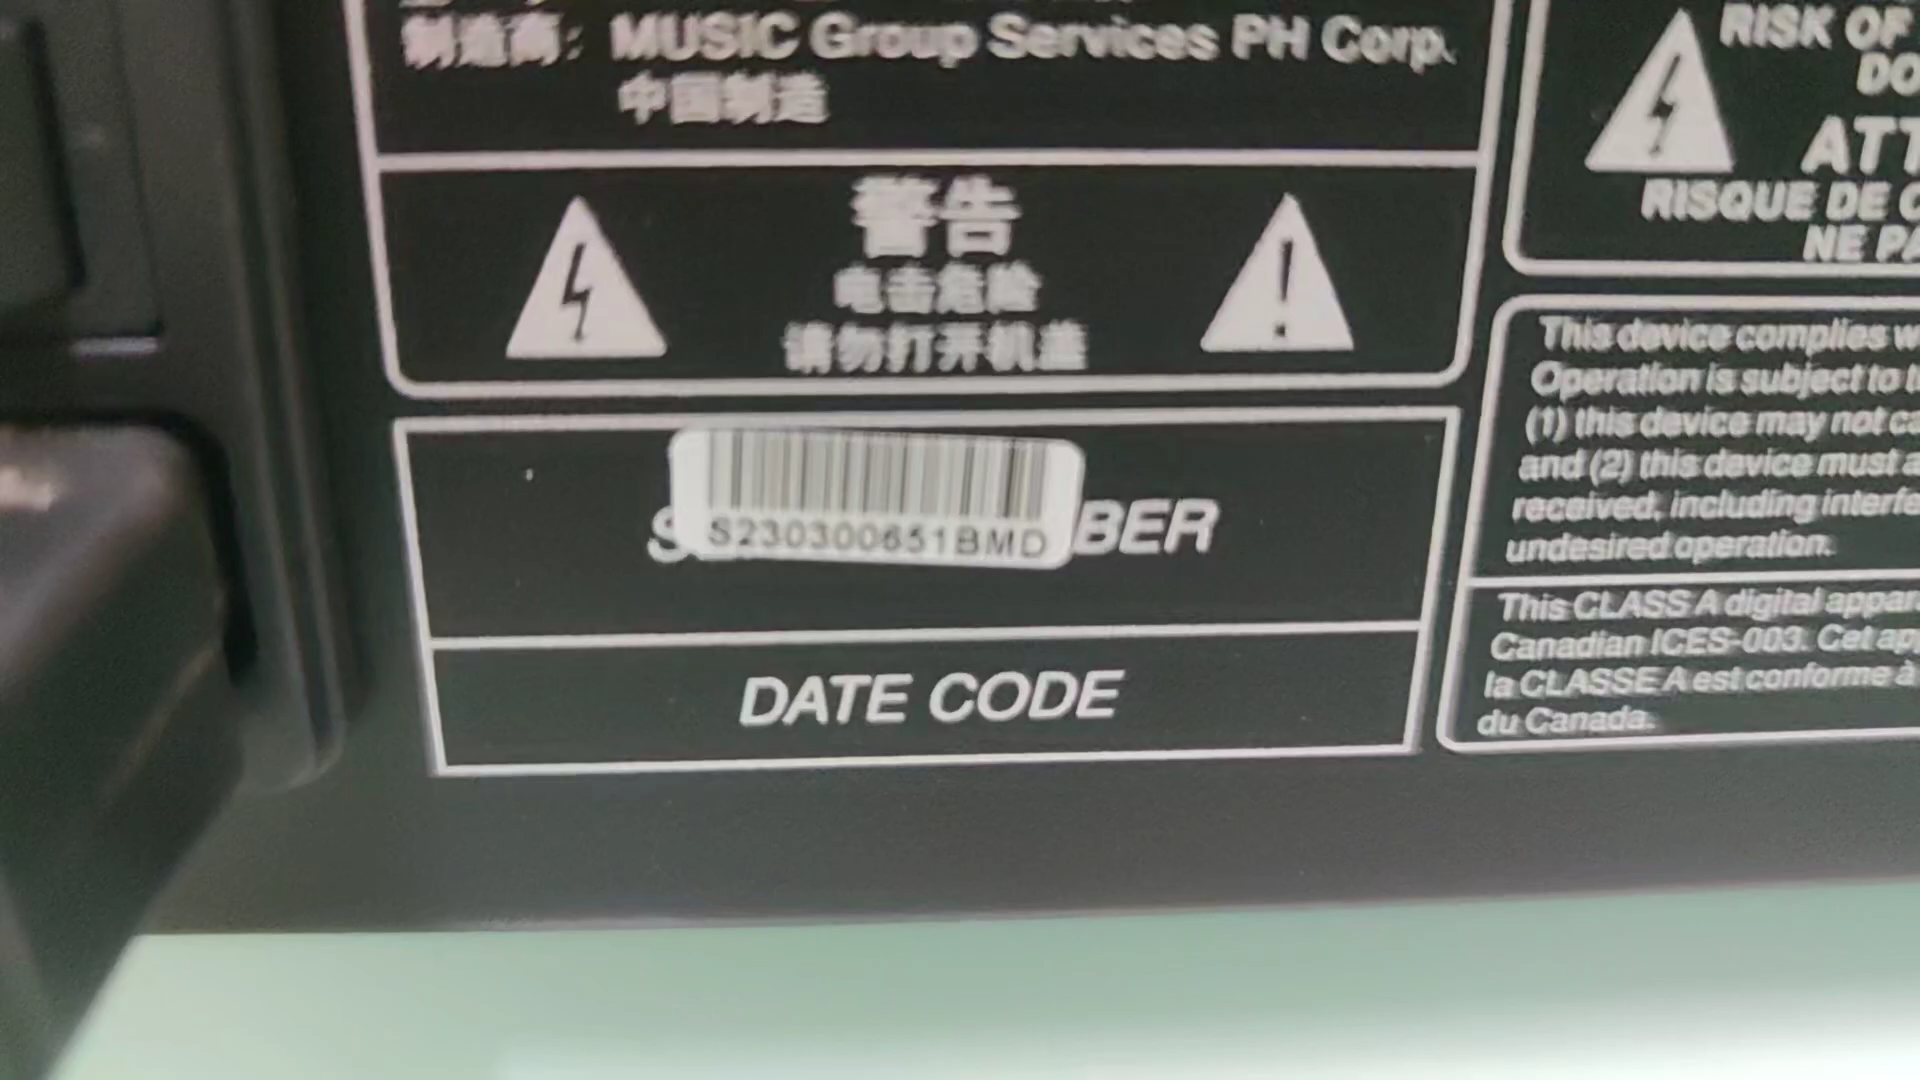 制造商: MUSIC Group Services PH Corp.
中国制造
警告
电击危险
请勿打开机盖
S230300651BMD
BER
DATE CODE
RISK OF
DO
ATT
RISQUE DE C
NE PA
This device complies w
Operation is subject to t
(1) this device may not ca
and (2) this device must a
received, including interfe
undesired operation.
This CLASS A digital appar
Canadian ICES-003. Cet ap
la CLASSE A est conforme à
du Canada.